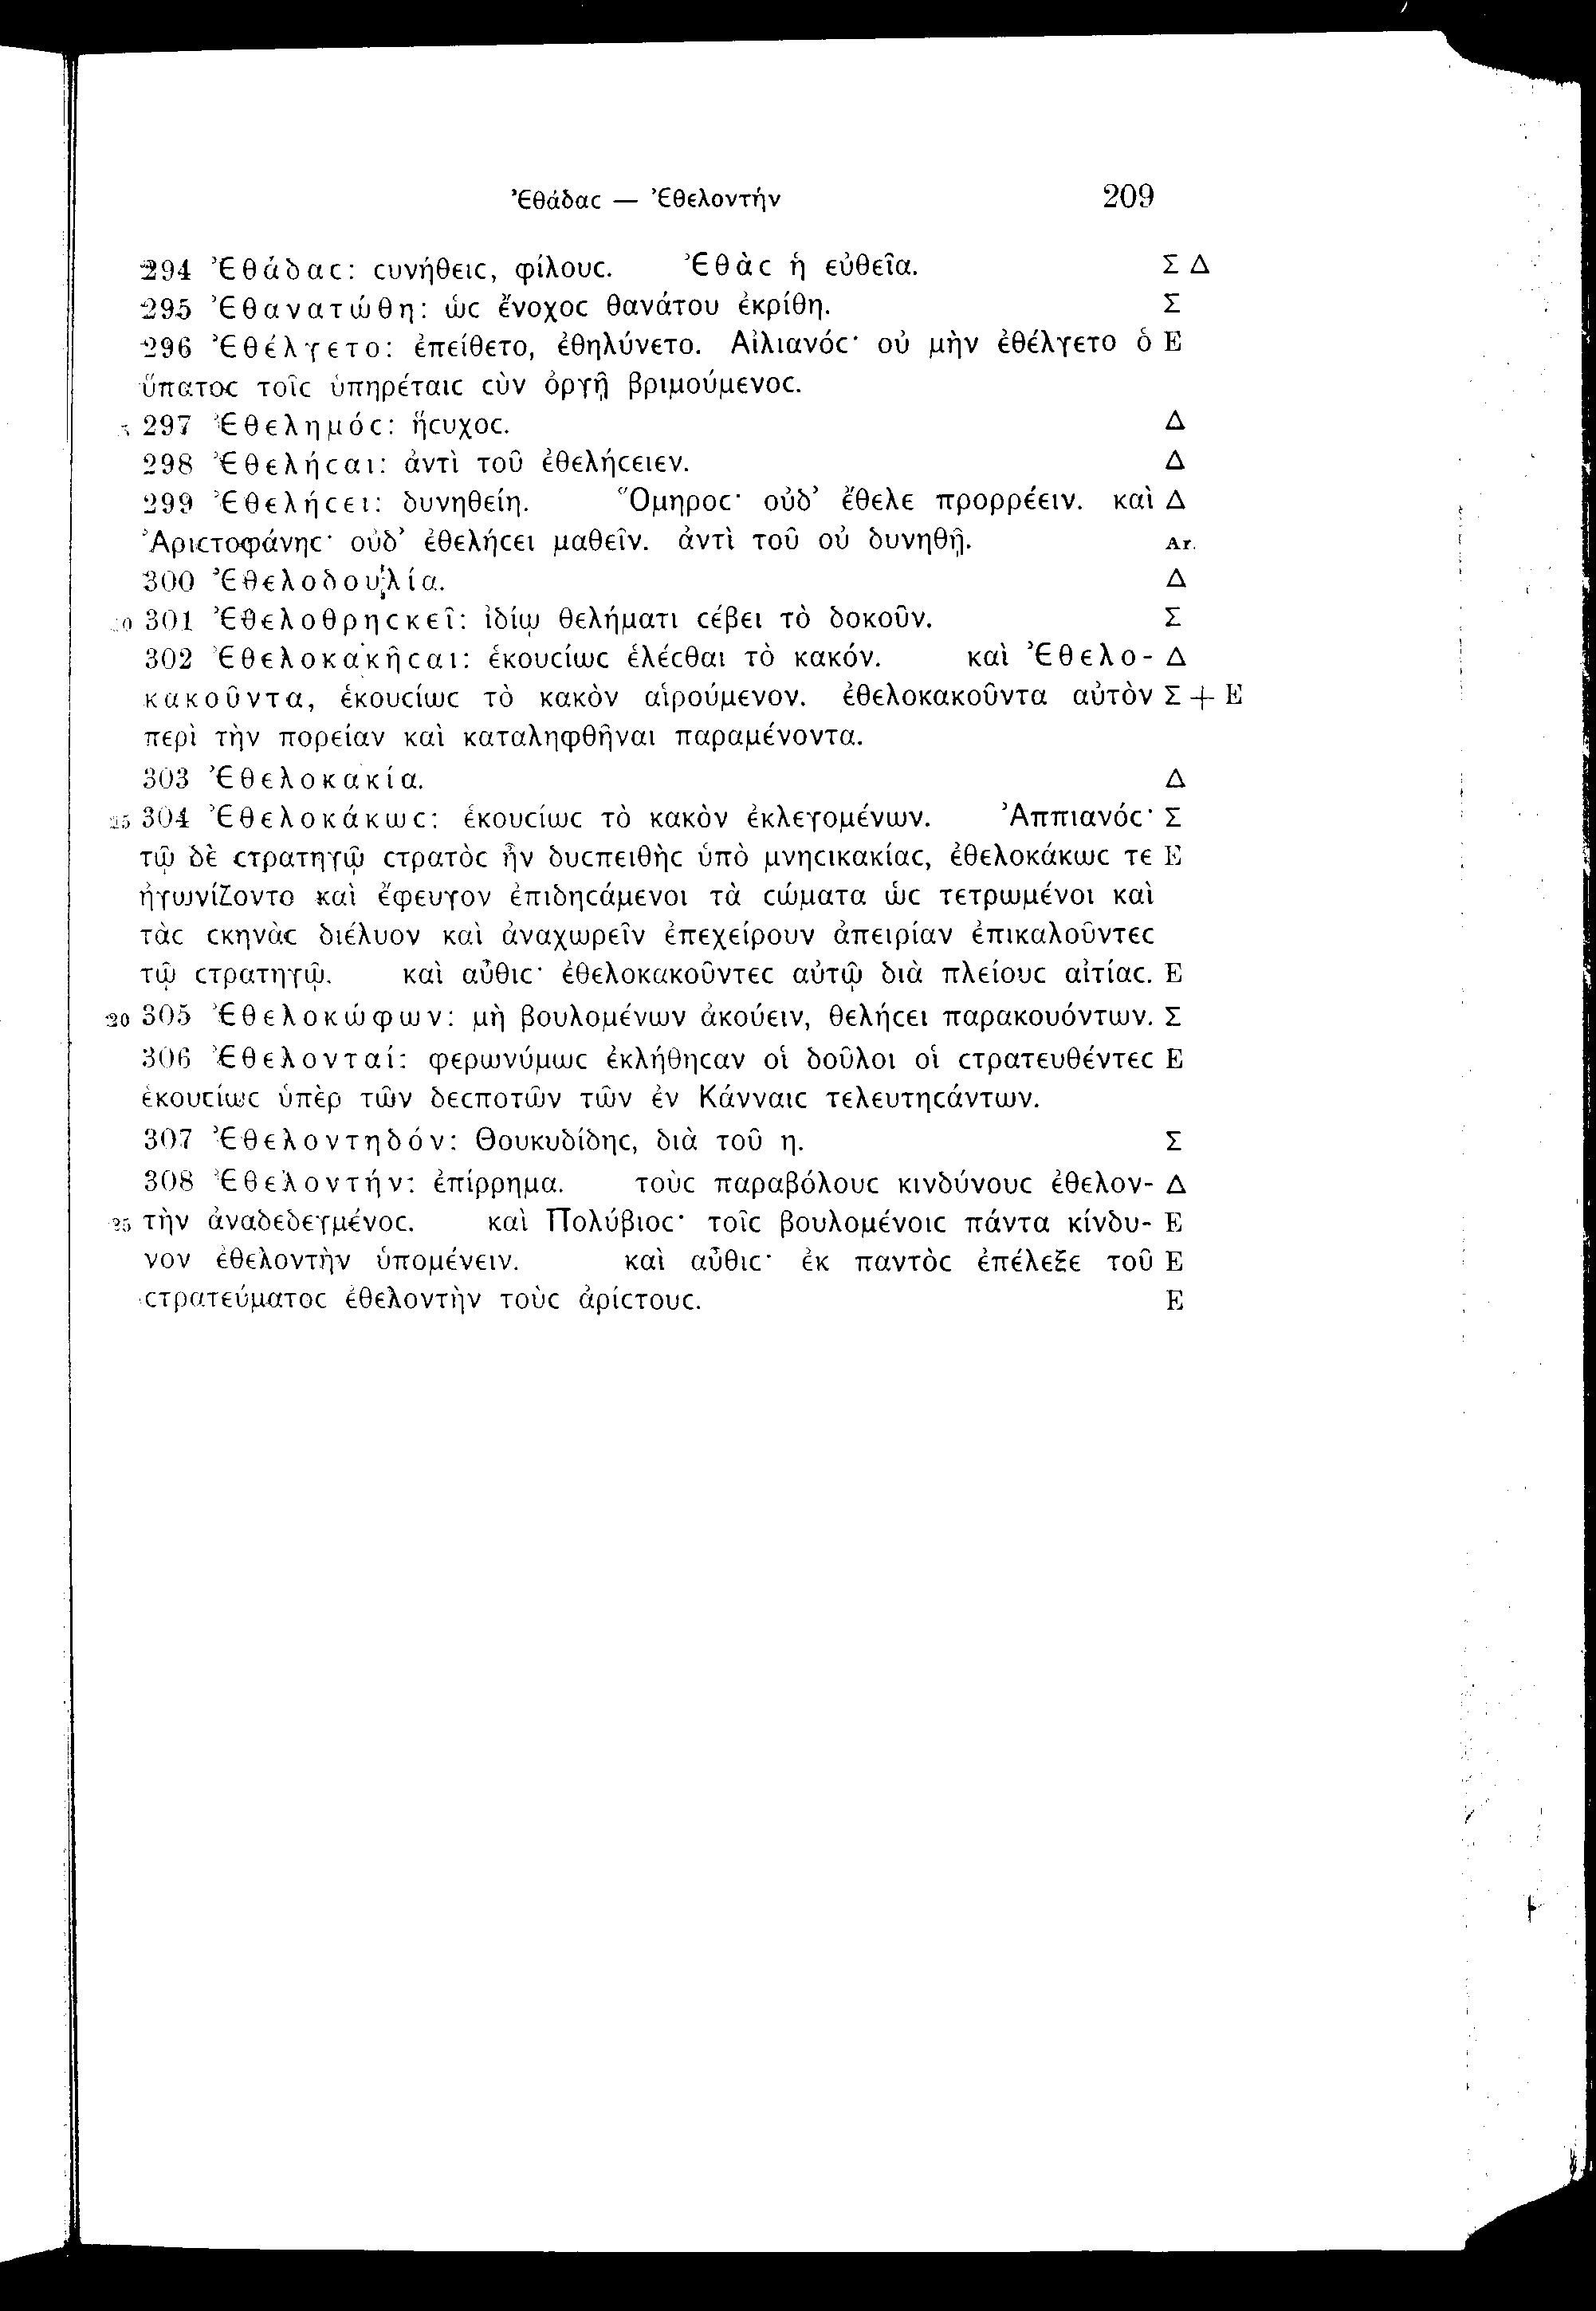 Ἐθάδαϲ — Ἐθελοντήν 209
294 Ἐθάδαϲ: ϲυνήθειϲ, φίλουϲ. Ἐθὰϲ ἡ εὐθεῖα. Σ Δ
295 Ἐθανατώθη: ὡϲ ἔνοχοϲ θανάτου ἐκρίθη. Σ
296 Ἐθέλγετο: ἐπείθετο, ἐθηλύνετο. Αἰλιανόϲ· οὐ μὴν ἐθέλγετο ὁ E
ὕπατοϲ τοῖϲ ὑπηρέταιϲ ϲὺν ὀργῇ βριμούμενοϲ.
5 297 Ἐθελημόϲ: ἥϲυχοϲ. Δ
298 Ἐθελήϲαι: ἀντὶ τοῦ ἐθελήϲειεν. Δ
299 Ἐθελήϲει: δυνηθείη. Ὅμηροϲ· οὐδ’ ἔθελε προρρέειν. καὶ Δ
Ἀριϲτοφάνηϲ· οὐδ’ ἐθελήϲει μαθεῖν. ἀντὶ τοῦ οὐ δυνηθῇ. Ar.
300 Ἐθελοδουλία. Δ
10 301 Ἐθελοθρηϲκεῖ: ἰδίῳ θελήματι ϲέβει τὸ δοκοῦν. Σ
302 Ἐθελοκακῆϲαι: ἑκουϲίωϲ ἑλέϲθαι τὸ κακόν. καὶ Ἐθελο- Δ
κακοῦντα, ἑκουϲίωϲ τὸ κακὸν αἱρούμενον. ἐθελοκακοῦντα αὐτὸν Σ + E
περὶ τὴν πορείαν καὶ καταληφθῆναι παραμένοντα.
303 Ἐθελοκακία. Δ
15 304 Ἐθελοκάκωϲ: ἑκουϲίωϲ τὸ κακὸν ἐκλεγομένων. Ἀππιανόϲ· Σ
τῷ δὲ ϲτρατηγῷ ϲτρατὸϲ ἦν δυϲπειθὴϲ ὑπὸ μνηϲικακίαϲ, ἐθελοκάκωϲ τε E
ἠγωνίζοντο καὶ ἔφευγον ἐπιδηϲάμενοι τὰ ϲώματα ὡϲ τετρωμένοι καὶ
τὰϲ ϲκηνὰϲ διέλυον καὶ ἀναχωρεῖν ἐπεχείρουν ἀπειρίαν ἐπικαλοῦντεϲ
τῷ ϲτρατηγῷ. καὶ αὖθιϲ· ἐθελοκακοῦντεϲ αὐτῷ διὰ πλείουϲ αἰτίαϲ. E
20 305 Ἐθελοκώφων: μὴ βουλομένων ἀκούειν, θελήϲει παρακουόντων. Σ
306 Ἐθελονταί: φερωνύμωϲ ἐκλήθηϲαν οἱ δοῦλοι οἱ ϲτρατευθέντεϲ E
ἑκουϲίωϲ ὑπὲρ τῶν δεϲποτῶν τῶν ἐν Κάνναιϲ τελευτηϲάντων.
307 Ἐθελοντηδόν: Θουκυδίδηϲ, διὰ τοῦ η. Σ
308 Ἐθελοντήν: ἐπίρρημα. τοὺϲ παραβόλουϲ κινδύνουϲ ἐθελον- Δ
25 τὴν ἀναδεδεγμένοϲ. καὶ Πολύβιοϲ· τοῖϲ βουλομένοιϲ πάντα κίνδυ- E
νον ἐθελοντὴν ὑπομένειν. καὶ αὖθιϲ· ἐκ παντὸϲ ἐπέλεξε τοῦ E
ϲτρατεύματοϲ ἐθελοντὴν τοὺϲ ἀρίϲτουϲ. E